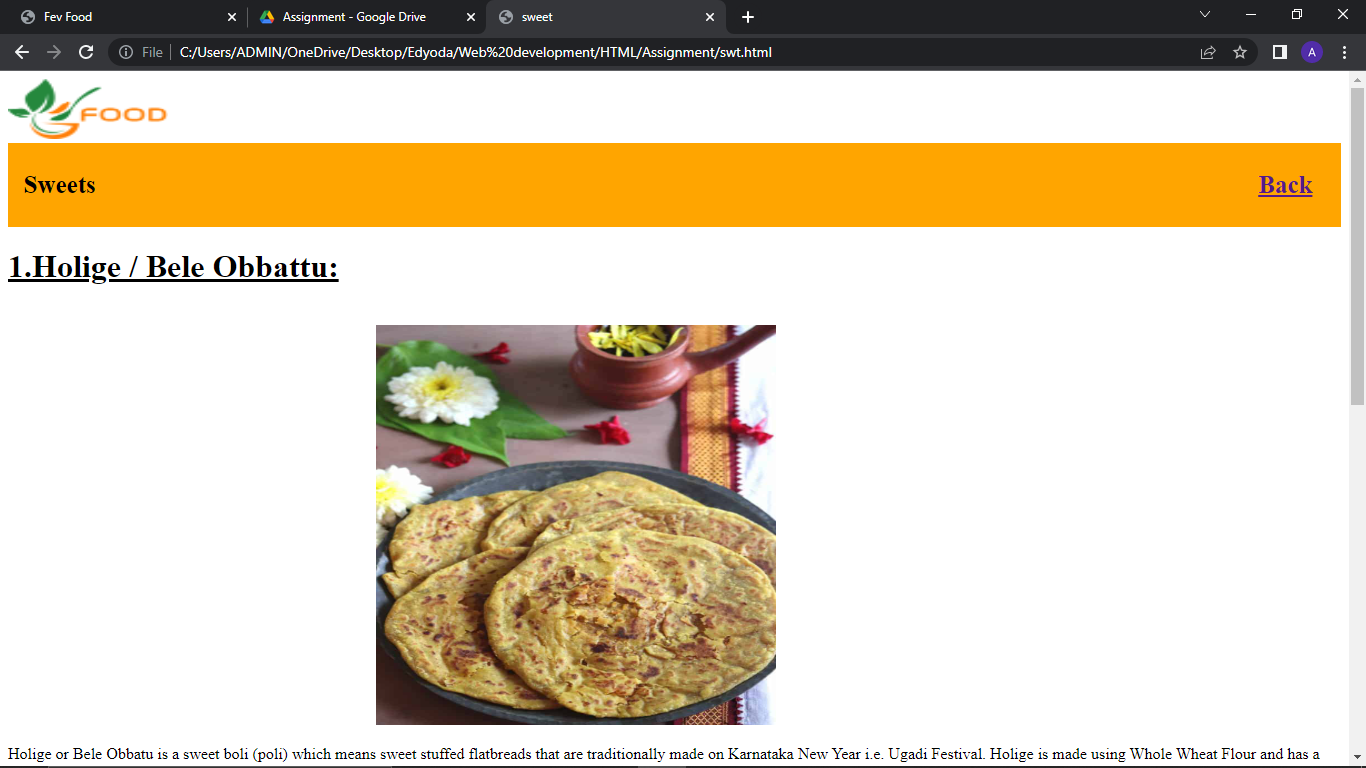 Fev Food
Assignment - Google Drive
sweet
File
C:/Users/ADMIN/OneDrive/Desktop/Edyoda/Web%20development/HTML/Assignment/swt.html
A
FOOD
Sweets
Back
1.Holige / Bele Obbattu:
Holige or Bele Obbatu is a sweet boli (poli) which means sweet stuffed flatbreads that are traditionally made on Karnataka New Year i.e. Ugadi Festival. Holige is made using Whole Wheat Flour and has a